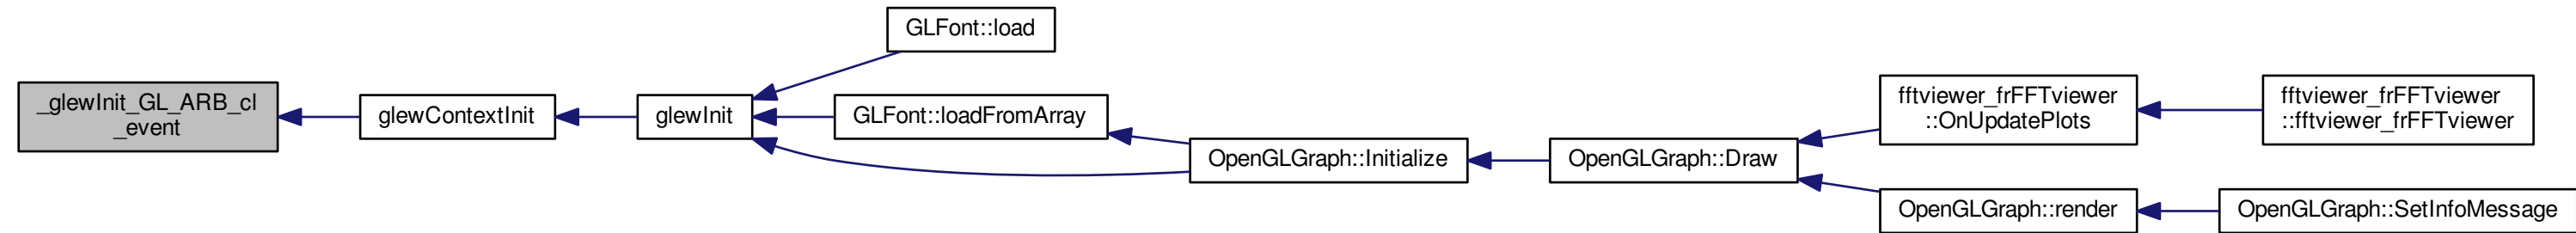 _glewInit_GL_ARB_cl
_event
glewContextInit
glewInit
GLFont::load
GLFont::loadFromArray
OpenGLGraph::Initialize
OpenGLGraph::Draw
fftviewer_frFFTviewer
::OnUpdatePlots
fftviewer_frFFTviewer
::fftviewer_frFFTviewer
OpenGLGraph::render
OpenGLGraph::SetInfoMessage